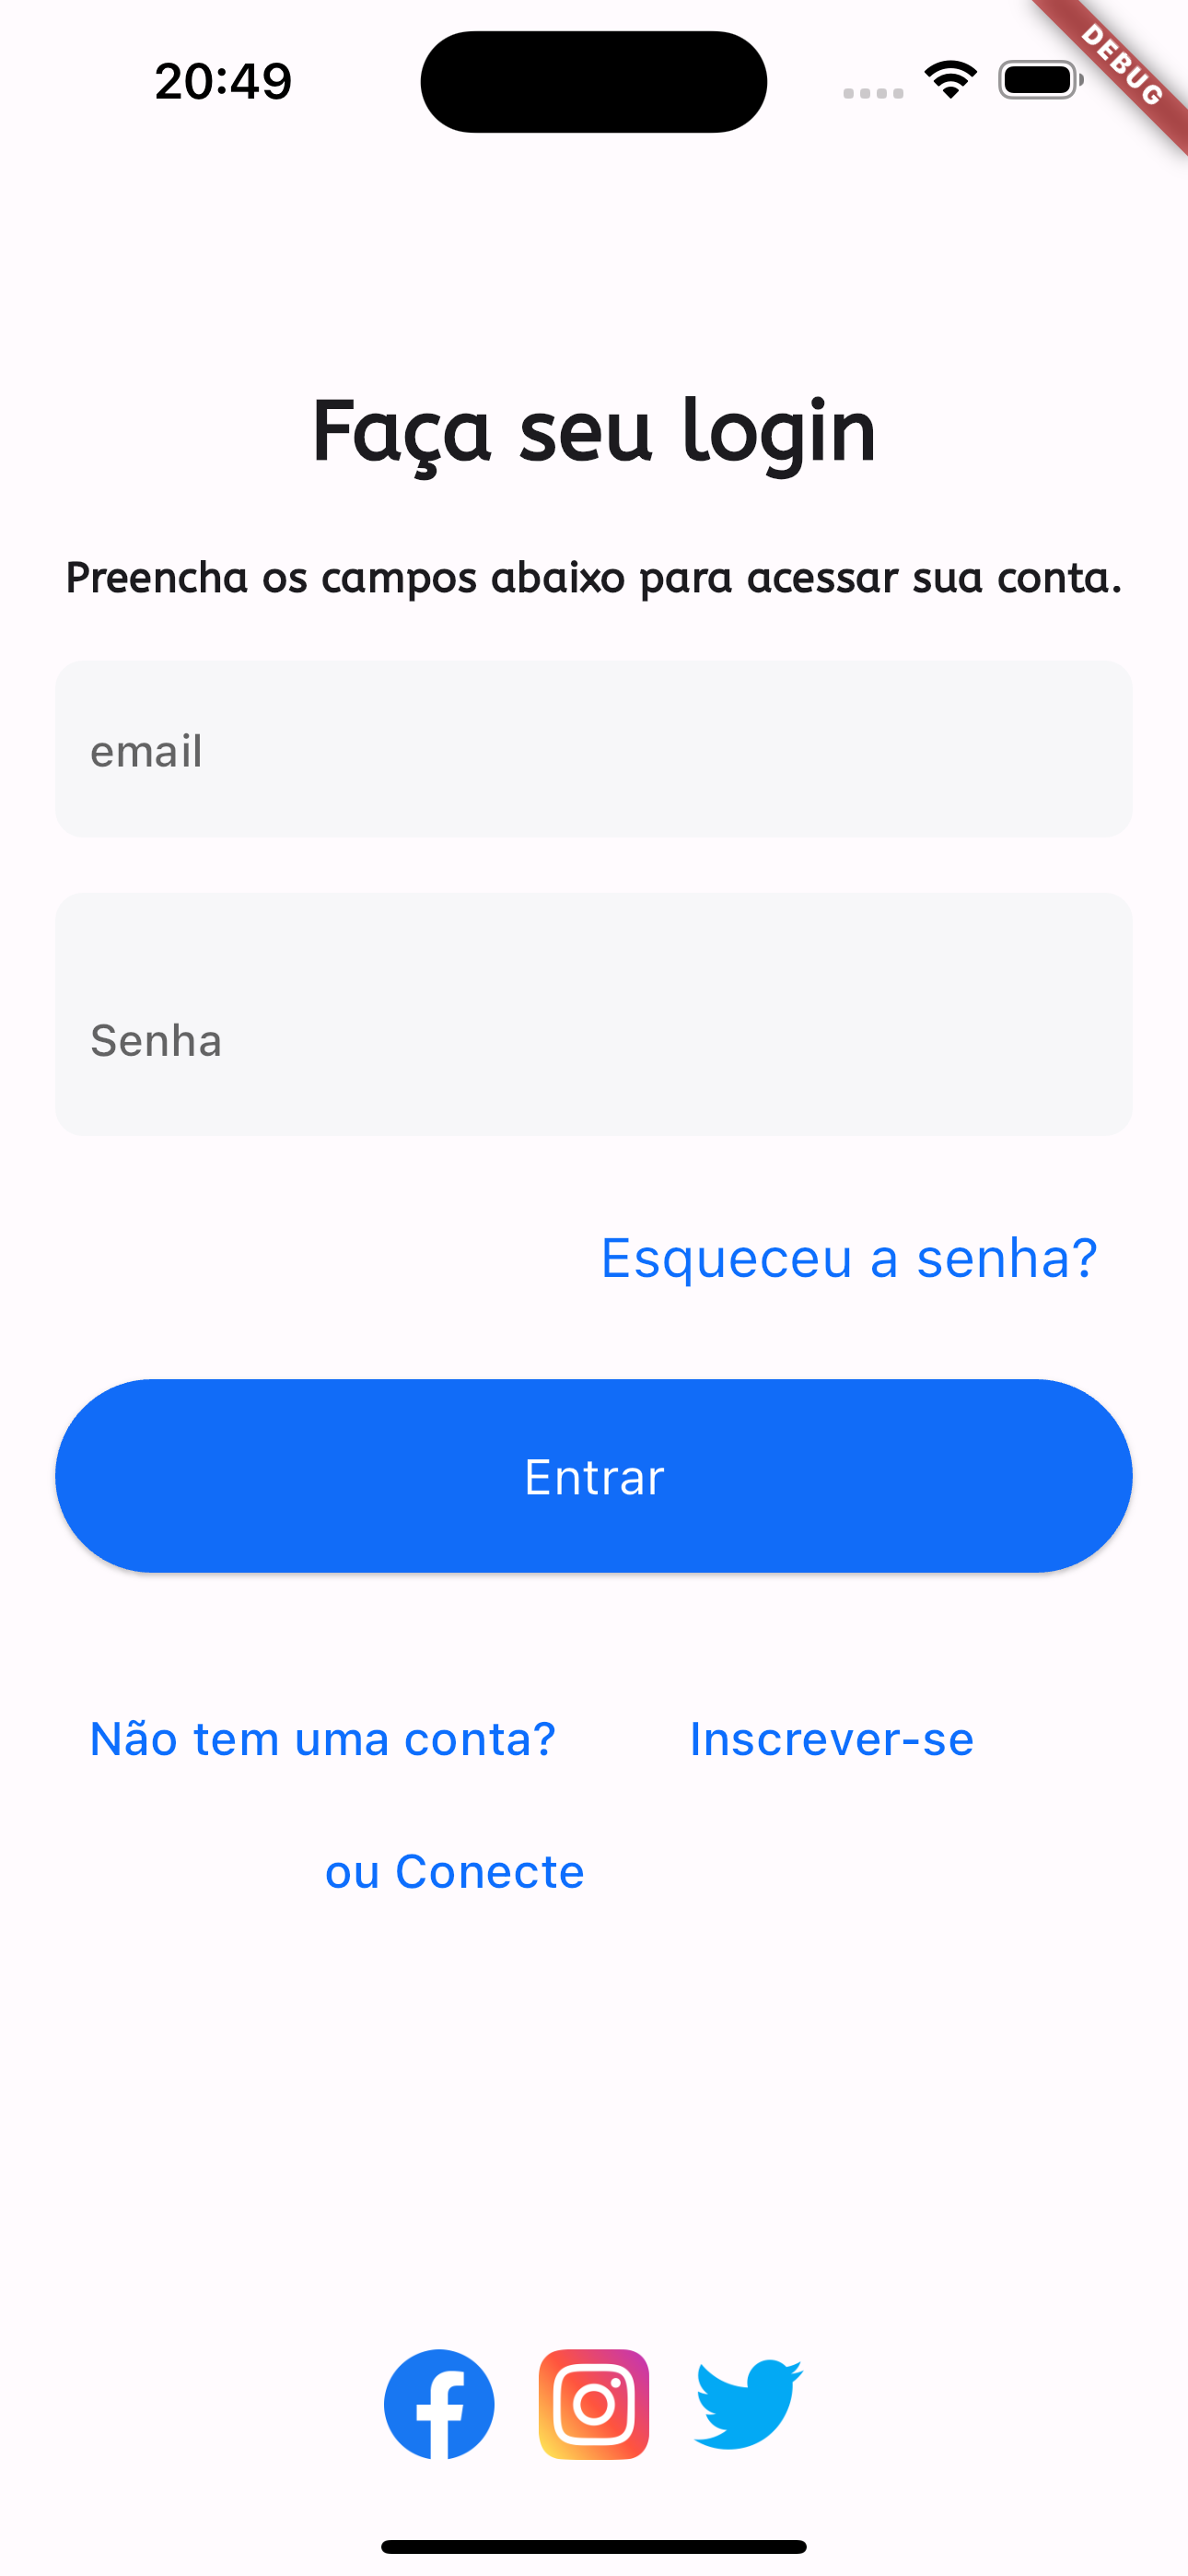 20:49
DEBUG
Faça seu login
Preencha os campos abaixo para acessar sua conta.
email
Senha
Esqueceu a senha?
Entrar
Não tem uma conta? Inscrever-se
ou Conecte